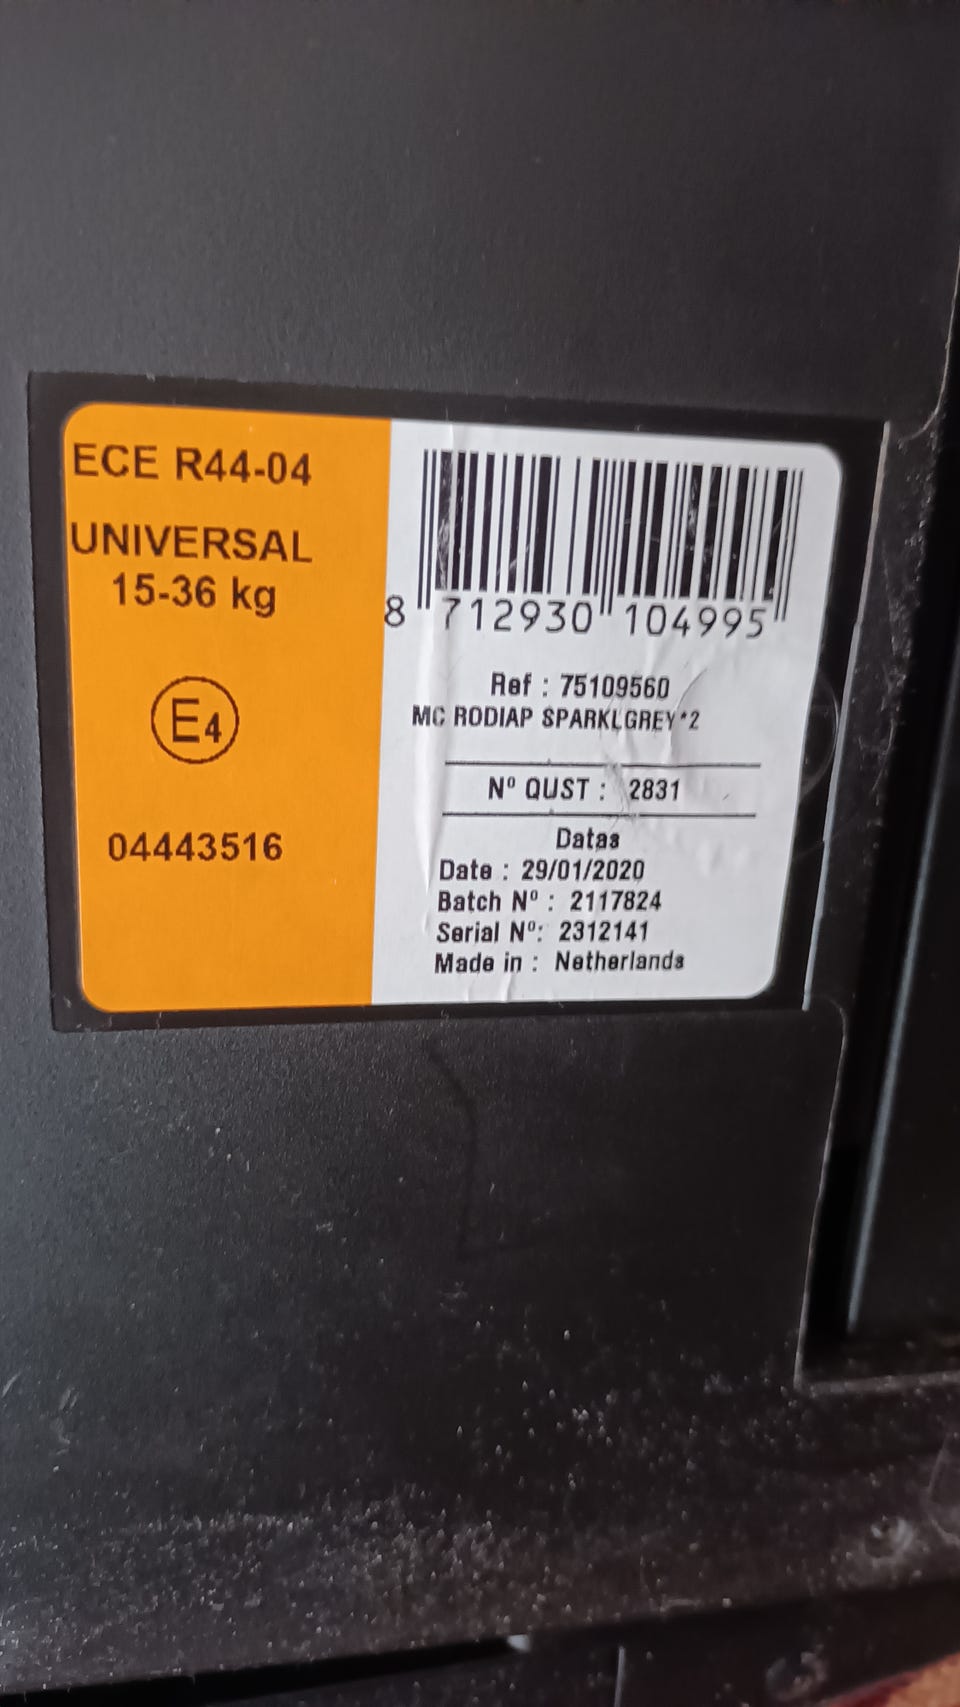 ECE R44-04
UNIVERSAL
15-36 kg
E4
04443516
8 712930 104995
Ref : 75109560
MC RODIAP SPARKLGREY*2
Nº QUST : 2831
Datas
Date : 29/01/2020
Batch Nº : 2117824
Serial Nº: 2312141
Made in : Netherlands